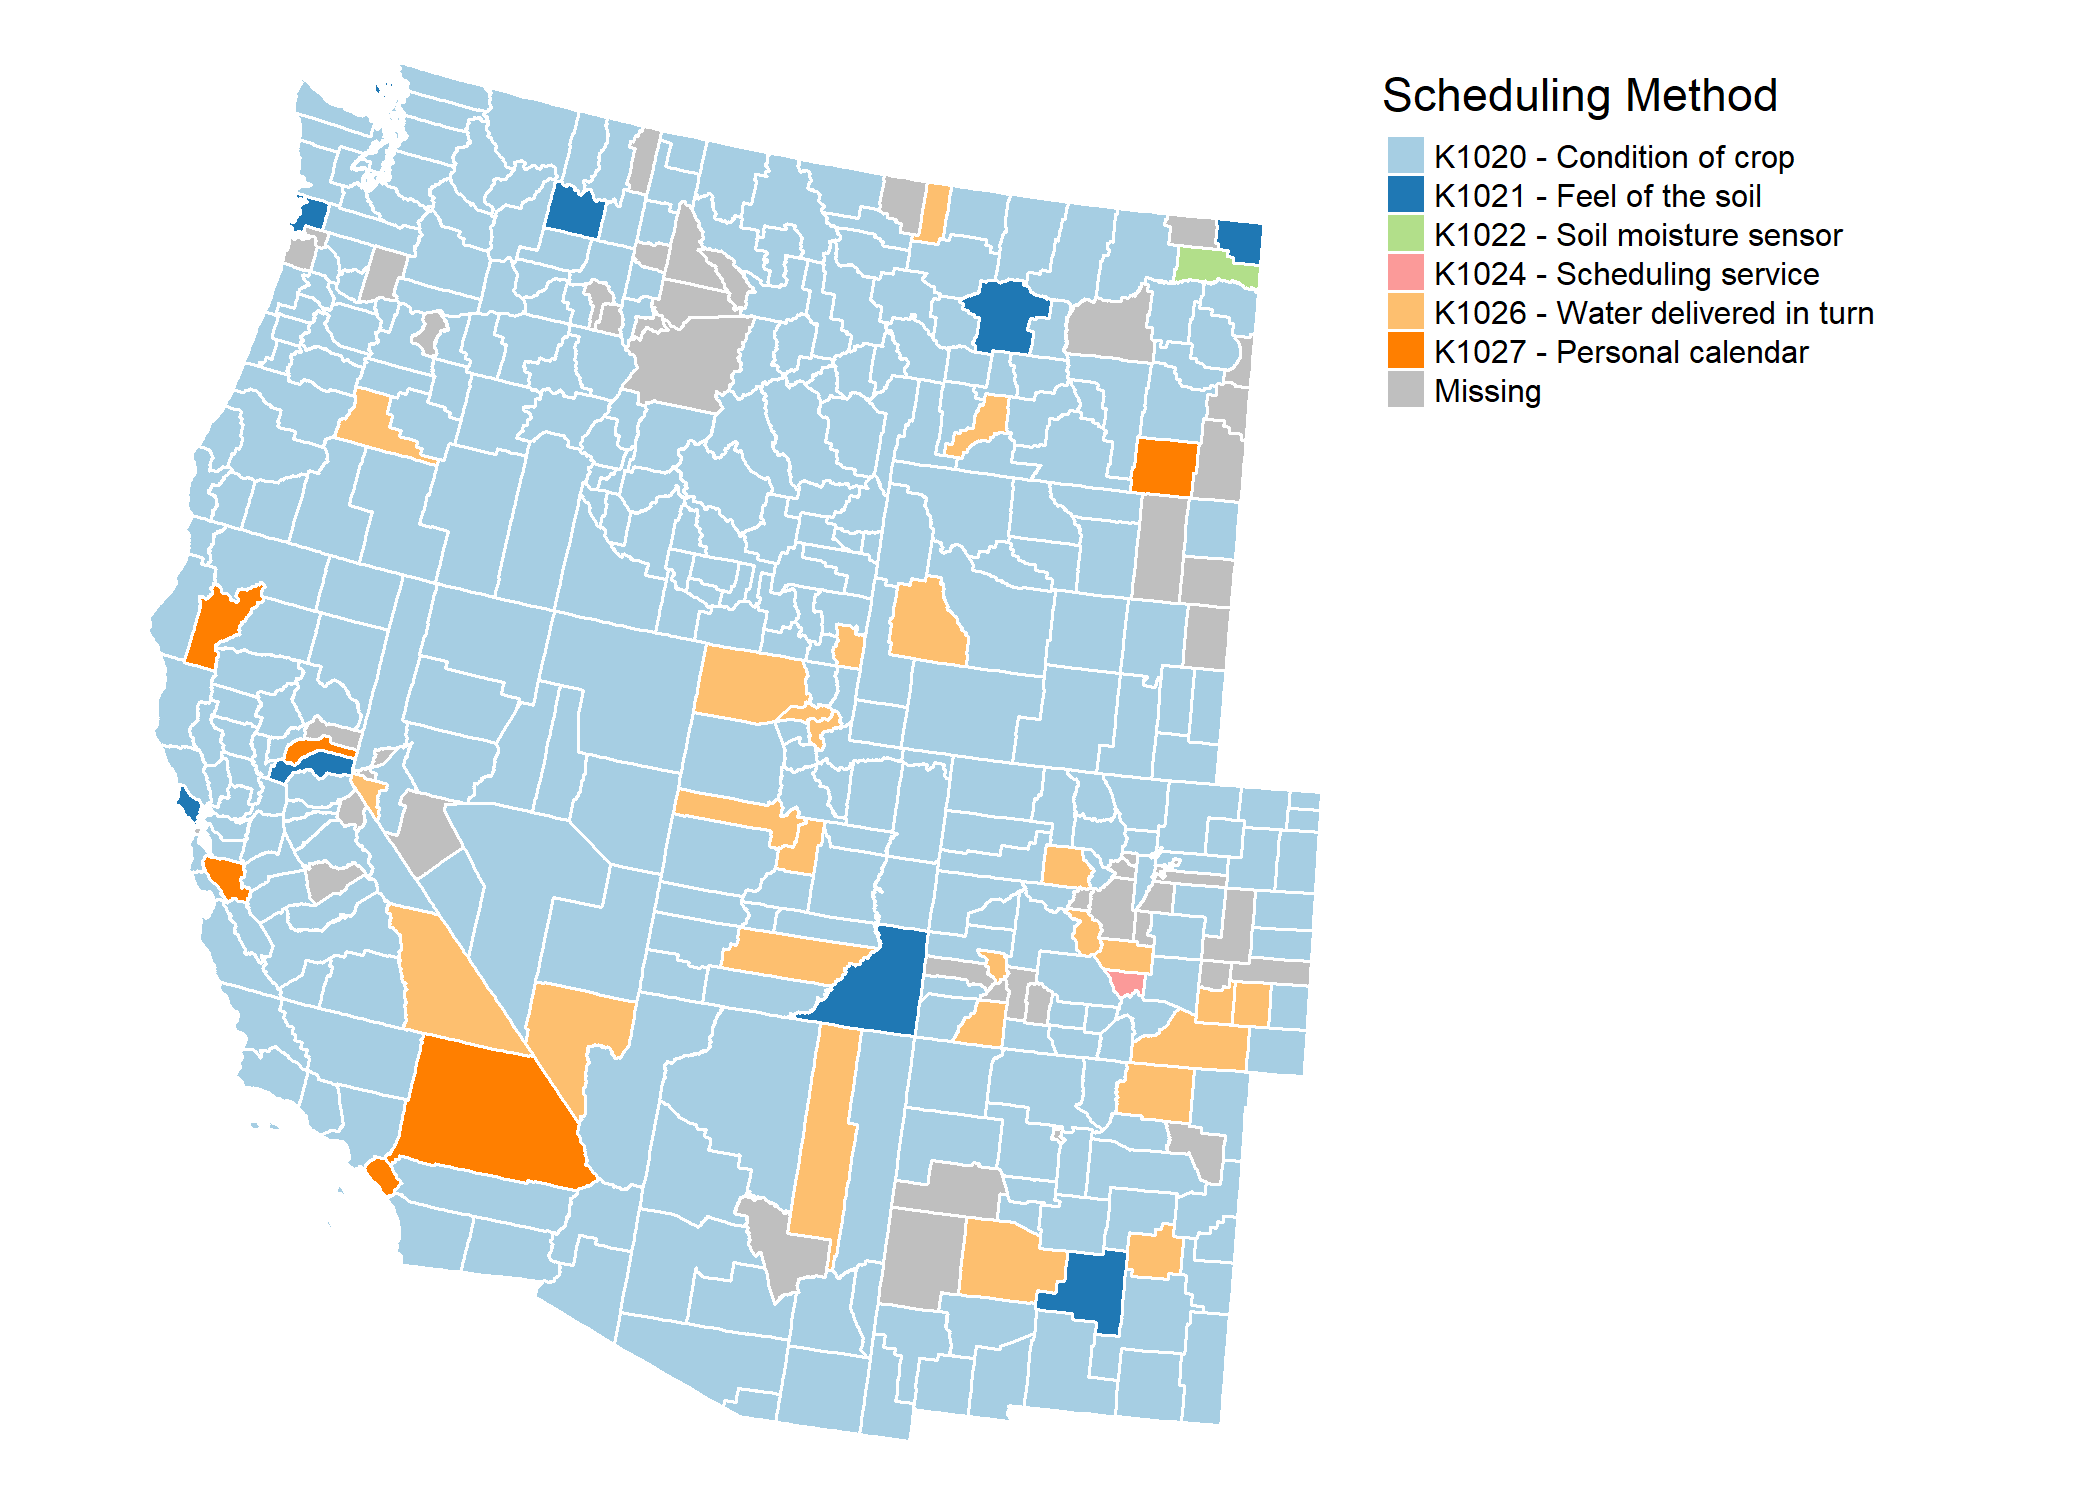 Scheduling Method
K1020 - Condition of crop
K1021 - Feel of the soil
K1022 - Soil moisture sensor
K1024 - Scheduling service
K1026 - Water delivered in turn
K1027 - Personal calendar
Missing